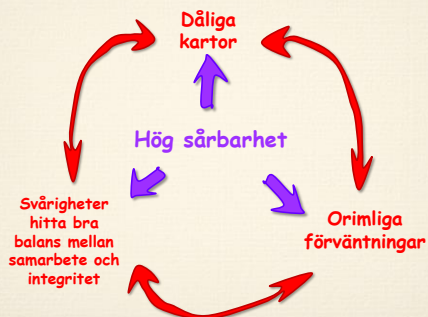 Dåliga
kartor
Hög sårbarhet
Svårigheter
hitta bra
balans mellan
samarbete och
integritet
Orimliga
förväntningar